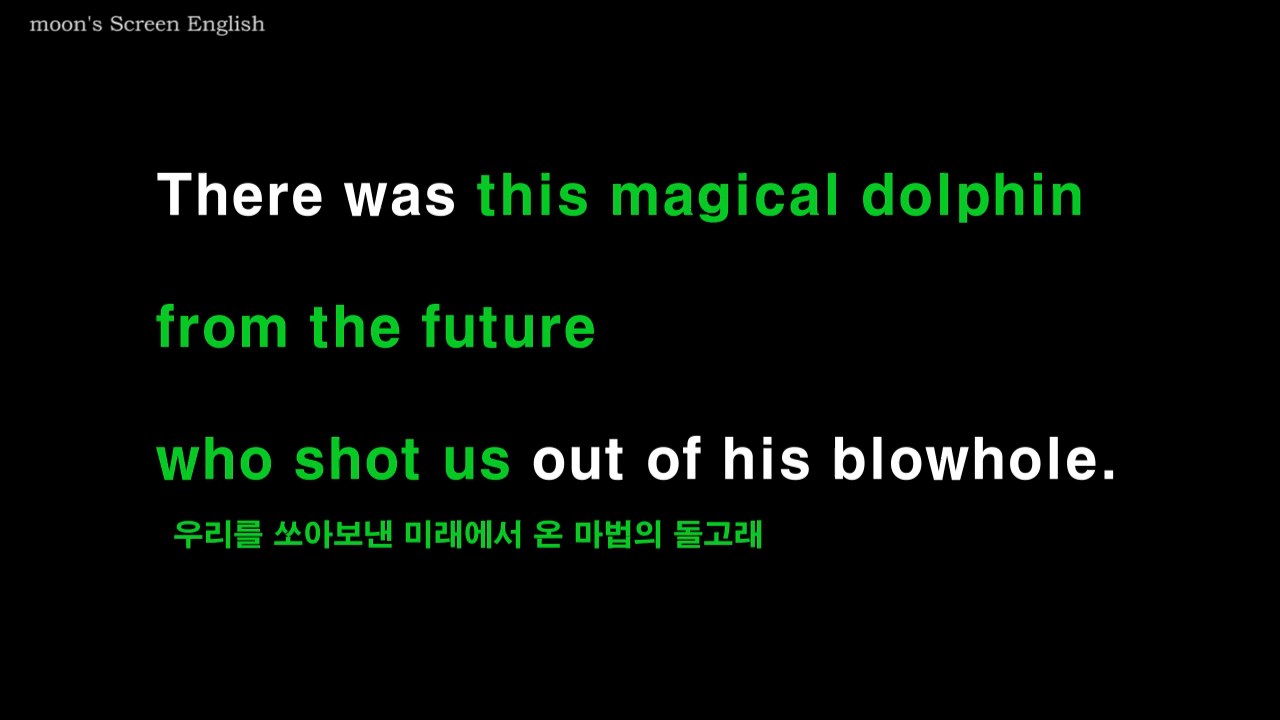 moon's Screen English
There was this magical dolphin
from the future
who shot us out of his blowhole.
우리를 쏘아보낸 미래에서 온 마법의 돌고래